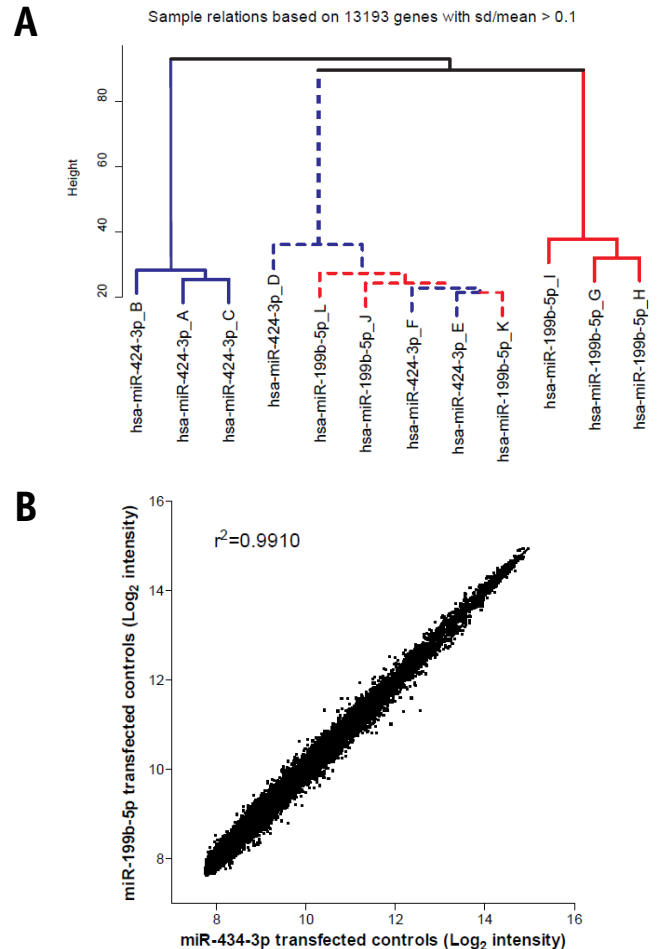 A
Sample relations based on 13193 genes with sd/mean > 0.1
Height
80
60
40
20
hsa-miR-424-3p_B
hsa-miR-424-3p_A
hsa-miR-424-3p_C
hsa-miR-424-3p_D
hsa-miR-199b-5p_L
hsa-miR-199b-5p_J
hsa-miR-424-3p_F
hsa-miR-424-3p_E
hsa-miR-199b-5p_K
hsa-miR-199b-5p_I
hsa-miR-199b-5p_G
hsa-miR-199b-5p_H
B
r²=0.9910
miR-199b-5p transfected controls (Log₂ intensity)
16
14
12
10
8
8 10 12 14 16
miR-434-3p transfected controls (Log₂ intensity)